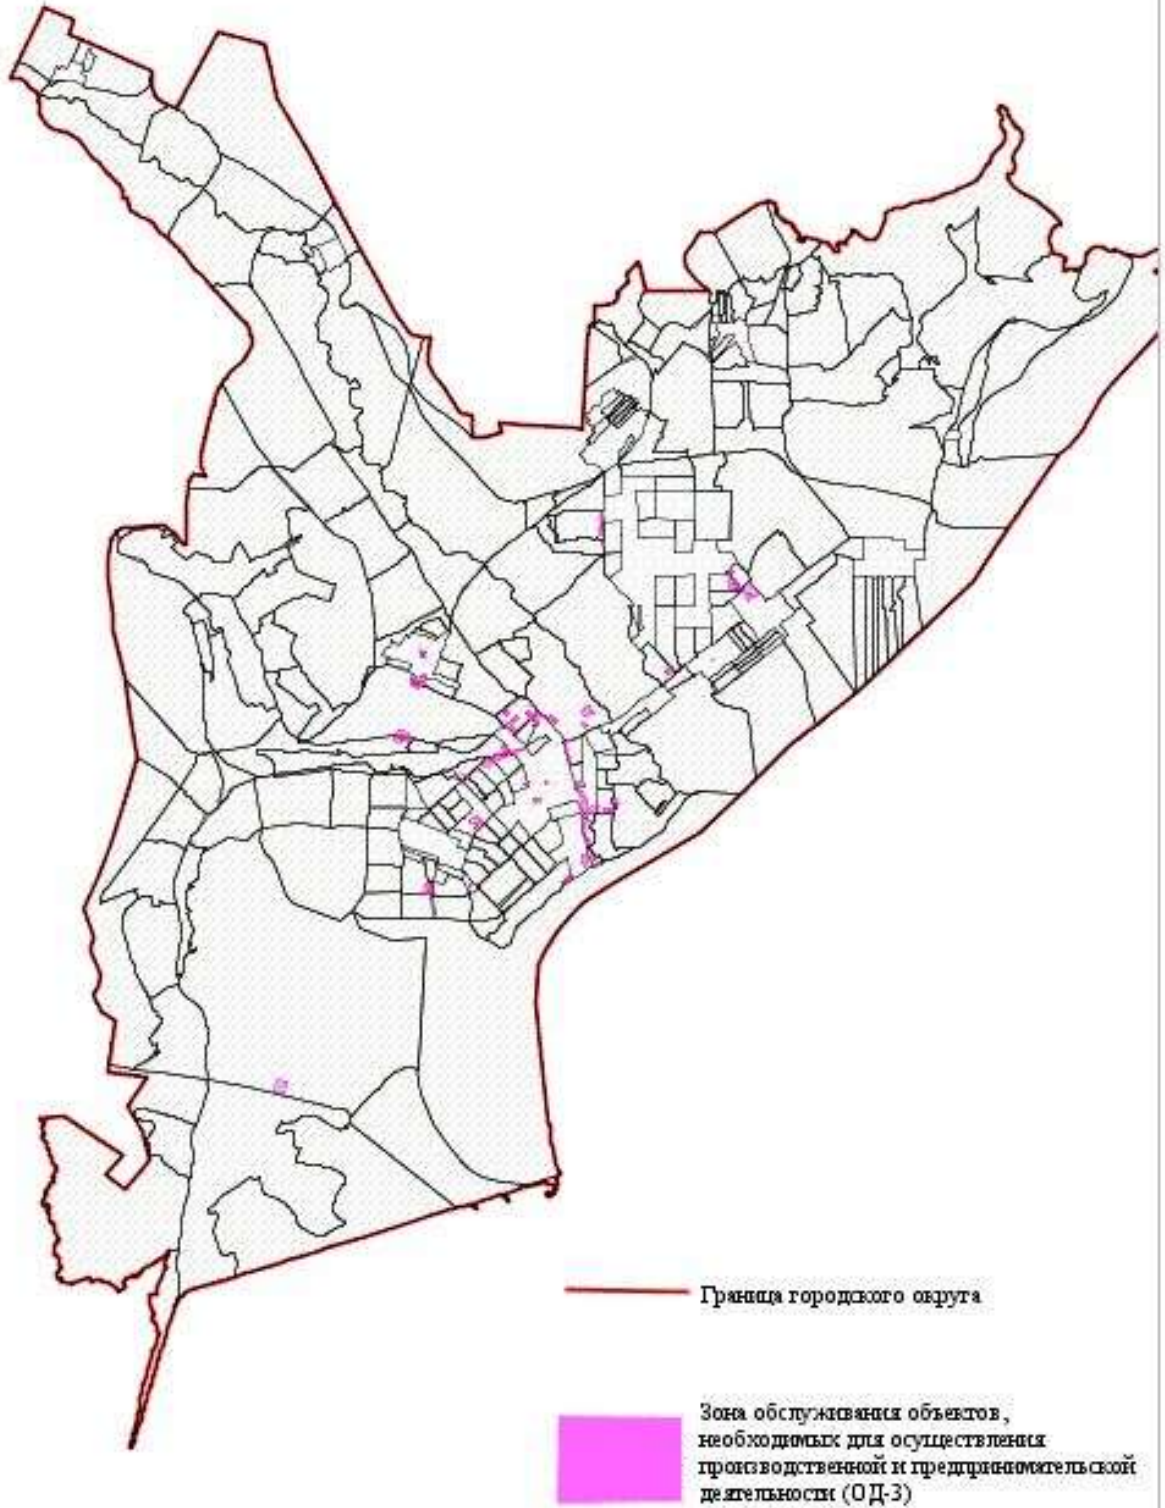 Граница городского округа
Зона обслуживания объектов,
необходимых для осуществления
производственной и предпринимательской
деятельности (ОД-3)